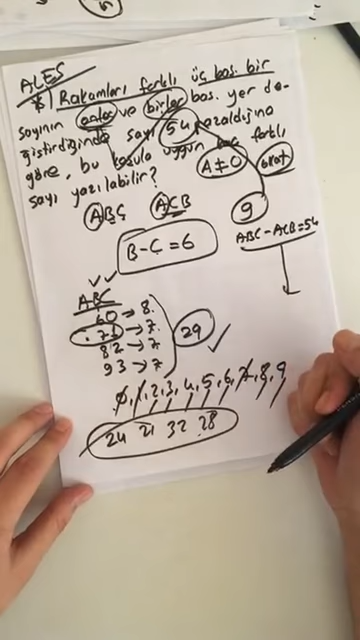 ALES
* Rakamları farklı üç bas. bir
sayının onlar ve birler bas. yer de-
ğiştirdiğinde sayı 54 azaldığına
göre, bu koşula uygun kaç farklı
sayı yazılabilir?
A≠0
9
ABC ACB
B-C=6
ABC-ACB=54
ABC
60→8
71→7
82→7
93→7
29
0,1,2,3,4,5,6,7,8,9
24 21 32 28